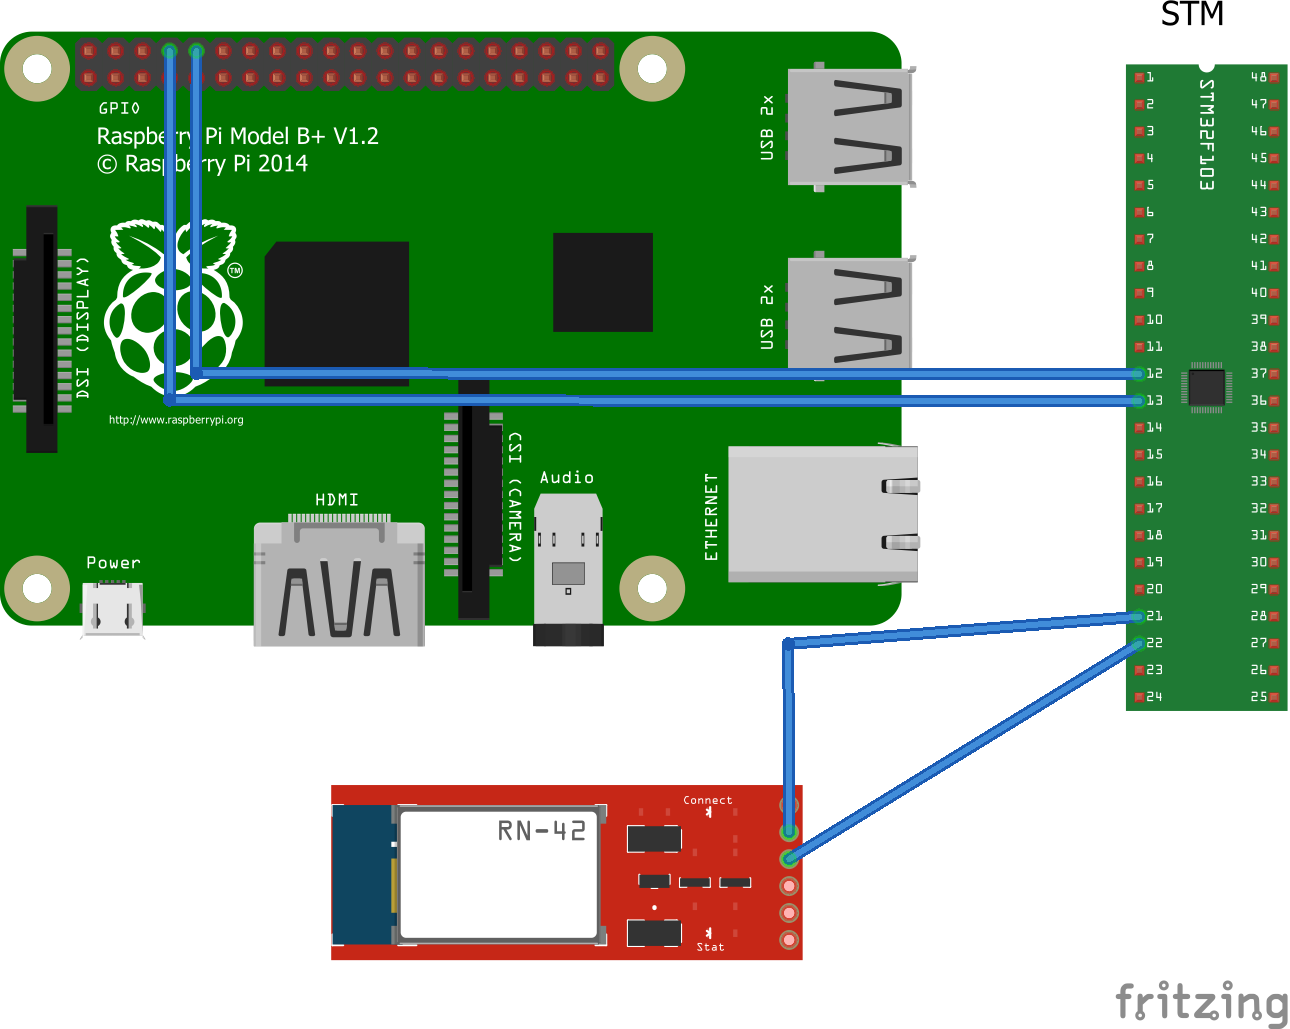 STM
GPIO
Raspberry Pi Model B+ V1.2
© Raspberry Pi 2014
USB 2x
DSI (DISPLAY)
TM
USB 2x
http://www.raspberrypi.org
CSI (CAMERA)
Audio
ETHERNET
HDMI
Power
STM32F103
1 48
2 47
3 46
4 45
5 44
6 43
7 42
8 41
9 40
10 39
11 38
12 37
13 36
14 35
15 34
16 33
17 32
18 31
19 30
20 29
21 28
22 27
23 26
24 25
Connect
RN-42
Stat
fritzing